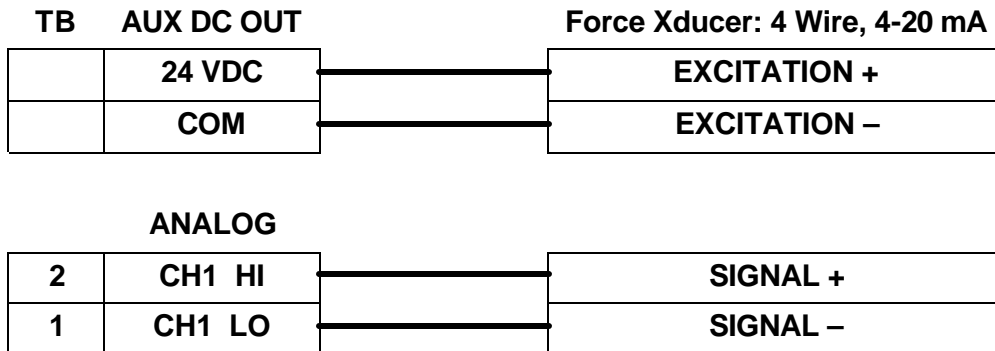 TB AUX DC OUT Force Xducer: 4 Wire, 4-20 mA
24 VDC EXCITATION +
COM EXCITATION –
ANALOG
2 CH1 HI SIGNAL +
1 CH1 LO SIGNAL –